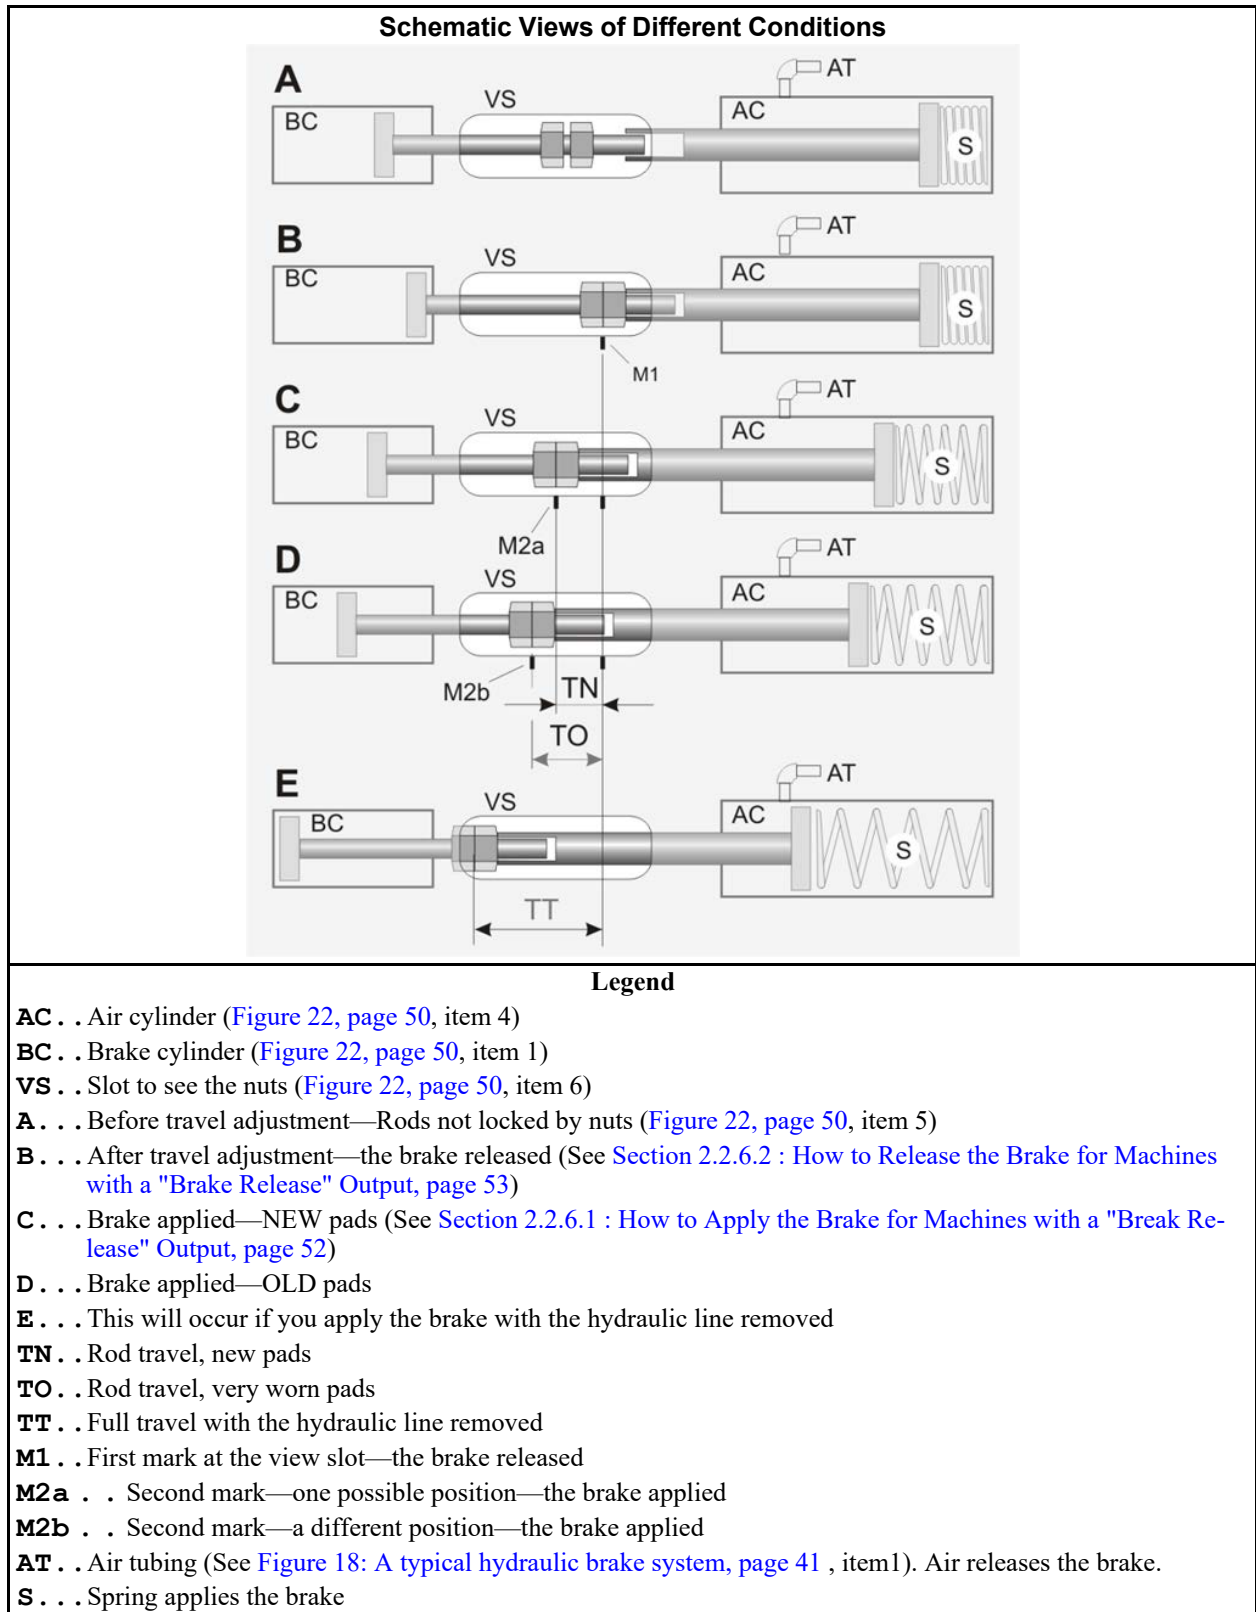 Schematic Views of Different Conditions
A
BC
VS
AC
AT
S
B
BC
VS
AC
AT
S
M1
C
BC
VS
AC
AT
S
M2a
D
BC
VS
AC
AT
S
M2b
TN
TO
E
BC
VS
AC
AT
S
TT
Legend
AC..Air cylinder (Figure 22, page 50, item 4)
BC..Brake cylinder (Figure 22, page 50, item 1)
VS..Slot to see the nuts (Figure 22, page 50, item 6)
A...Before travel adjustment—Rods not locked by nuts (Figure 22, page 50, item 5)
B...After travel adjustment—the brake released (See Section 2.2.6.2 : How to Release the Brake for Machines
with a "Brake Release" Output, page 53)
C...Brake applied—NEW pads (See Section 2.2.6.1 : How to Apply the Brake for Machines with a "Break Re-
lease" Output, page 52)
D...Brake applied—OLD pads
E...This will occur if you apply the brake with the hydraulic line removed
TN..Rod travel, new pads
TO..Rod travel, very worn pads
TT..Full travel with the hydraulic line removed
M1..First mark at the view slot—the brake released
M2a .. Second mark—one possible position—the brake applied
M2b .. Second mark—a different position—the brake applied
AT..Air tubing (See Figure 18: A typical hydraulic brake system, page 41 , item1). Air releases the brake.
S...Spring applies the brake